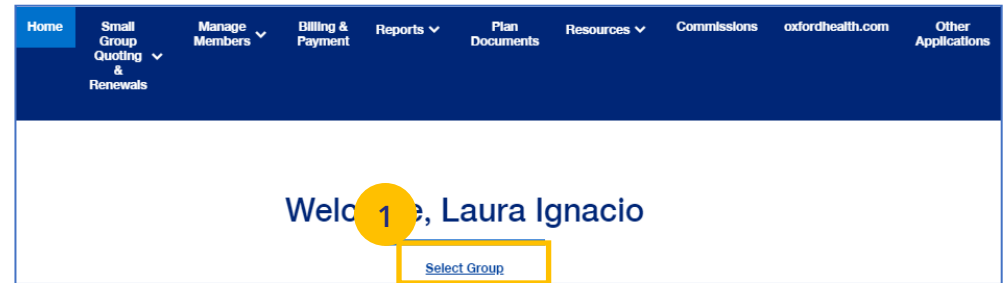 Home
Small
Group
Quoting
&
Renewals
Manage
Members
Billing &
Payment
Reports
Plan
Documents
Resources
Commissions
oxfordhealth.com
Other
Applications
Laura Ignacio
1
Select Group